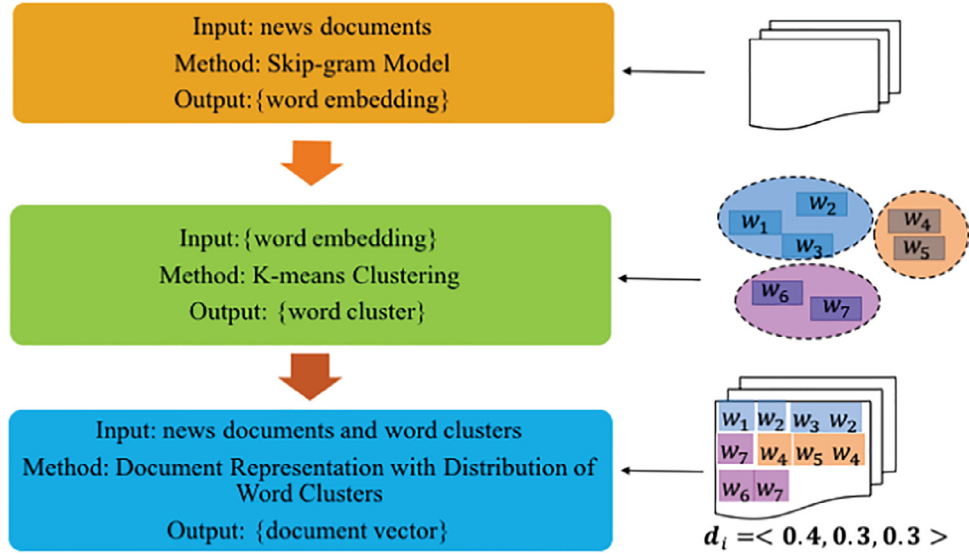 Input: news documents
Method: Skip-gram Model
Output:{word embedding}
Input:{word embedding}
Method: K-means Clustering
Output: {word cluster}
w₂
w₁
w₃
w₄
w₅
w₆
w₇
Input: news documents and word clusters
Method: Document Representation with Distribution of
Word Clusters
Output: {document vector}
w₁ w₂ w₃ w₂
w₇ w₄ w₅ w₄
w₆ w₇
dᵢ =< 0.4, 0.3, 0.3 >